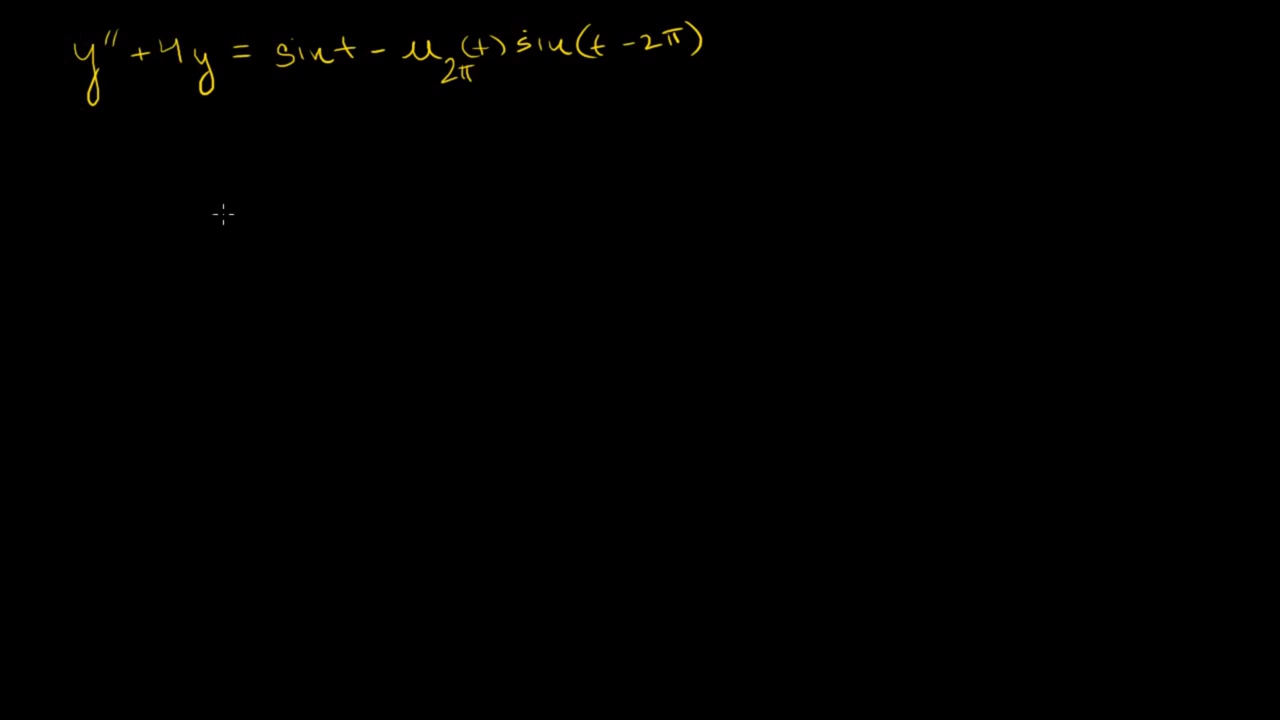 y'' + 4y = sin t - u_{2π}(t) sin(t - 2π)